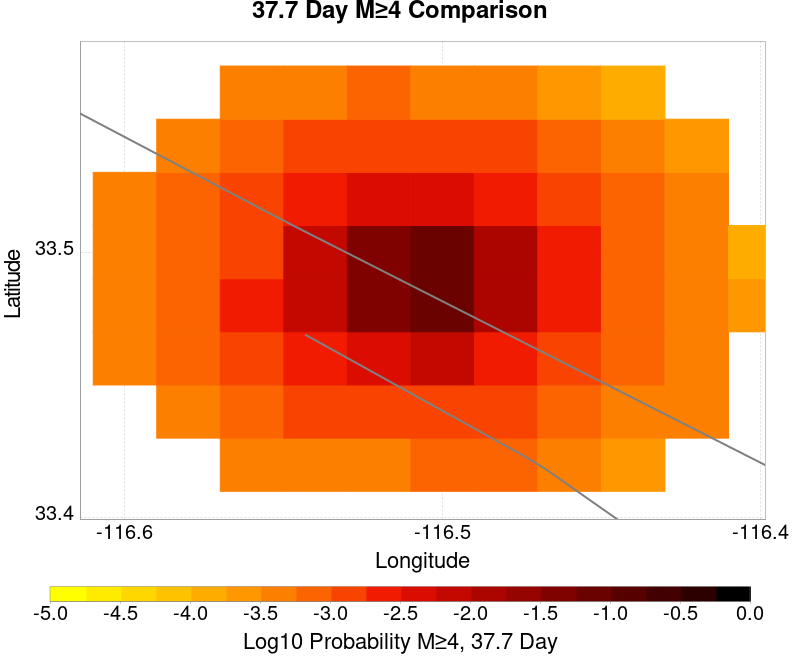 37.7 Day M≥4 Comparison
Latitude
33.5
33.4
-116.6 -116.5 -116.4
Longitude
-5.0 -4.5 -4.0 -3.5 -3.0 -2.5 -2.0 -1.5 -1.0 -0.5 0.0
Log10 Probability M≥4, 37.7 Day